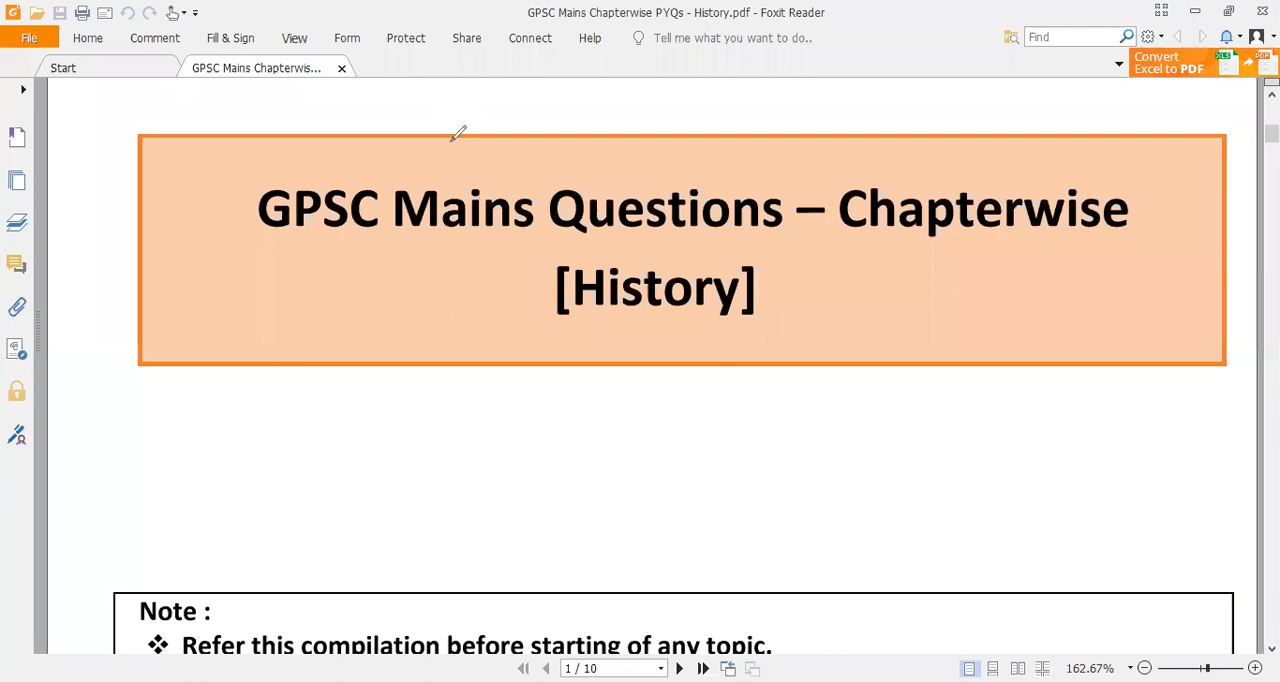 GPSC Mains Chapterwise PYQs - History.pdf - Foxit Reader
File Home Comment Fill & Sign View Form Protect Share Connect Help Tell me what you want to do.. Find
Start GPSC Mains Chapterwis... Convert
Excel to PDF
GPSC Mains Questions – Chapterwise
[History]
Note :
❖ Refer this compilation before starting of any topic.
1 / 10 162.67%